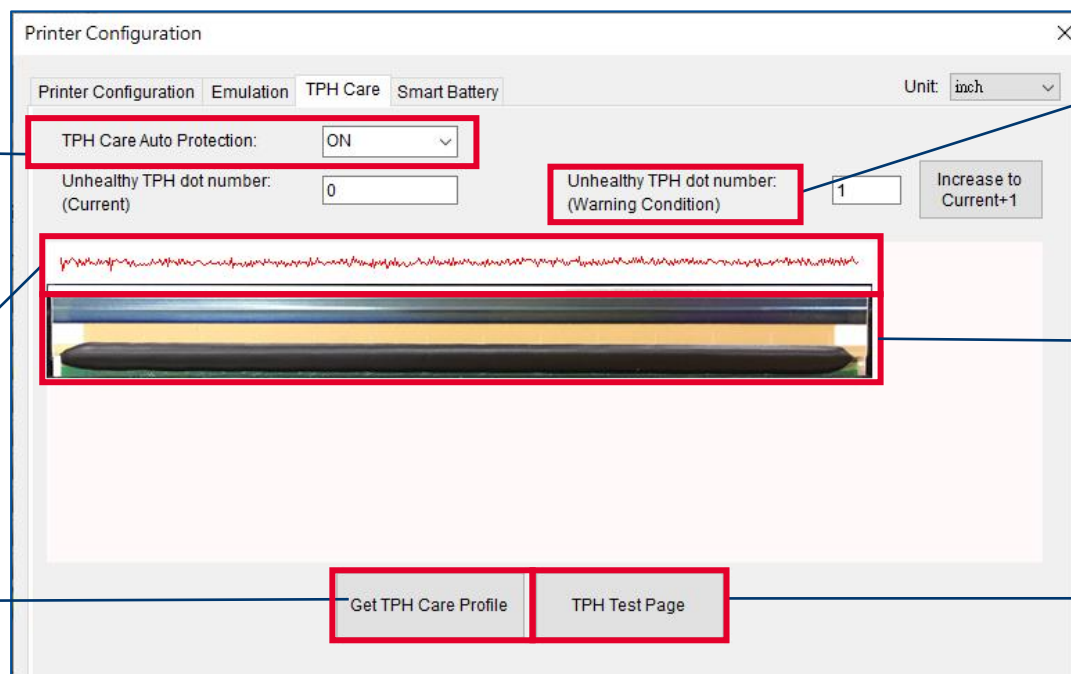 Printer Configuration
Printer Configuration Emulation TPH Care Smart Battery
Unit: inch
TPH Care Auto Protection: ON
Unhealthy TPH dot number:
(Current)
0
Unhealthy TPH dot number:
(Warning Condition)
1
Increase to
Current+1
Get TPH Care Profile
TPH Test Page